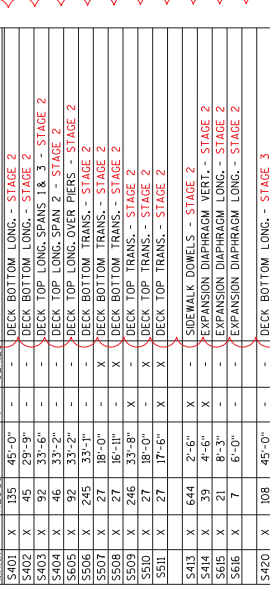 S401 X 135 45'-0" - - DECK BOTTOM LONG. - STAGE 2
S402 X 45 29'-9" - - DECK BOTTOM LONG. - STAGE 2
S403 X 92 33'-6" - - DECK TOP LONG. SPANS 1 & 3 - STAGE 2
S404 X 46 33'-2" - - DECK TOP LONG. SPAN 2 - STAGE 2
S605 X 92 33'-2" - - DECK TOP LONG. OVER PIERS - STAGE 2
S506 X 245 33'-1" - - DECK BOTTOM TRANS. - STAGE 2
S507 X 27 18'-0" - X DECK BOTTOM TRANS. - STAGE 2
S508 X 27 16'-11" - X DECK BOTTOM TRANS. - STAGE 2
S509 X 246 33'-8" X - DECK TOP TRANS. - STAGE 2
S510 X 27 18'-0" - X DECK TOP TRANS. - STAGE 2
S511 X 27 17'-6" X X DECK TOP TRANS. - STAGE 2
S413 X 644 2'-6" X - SIDEWALK DOWELS - STAGE 2
S414 X 39 4'-6" X - EXPANSION DIAPHRAGM VERT. - STAGE 2
S615 X 21 8'-3" - - EXPANSION DIAPHRAGM LONG. - STAGE 2
S616 X 7 6'-0" - - EXPANSION DIAPHRAGM LONG. - STAGE 2
S420 X 108 45'-0" - - DECK BOTTOM LONG. - STAGE 3